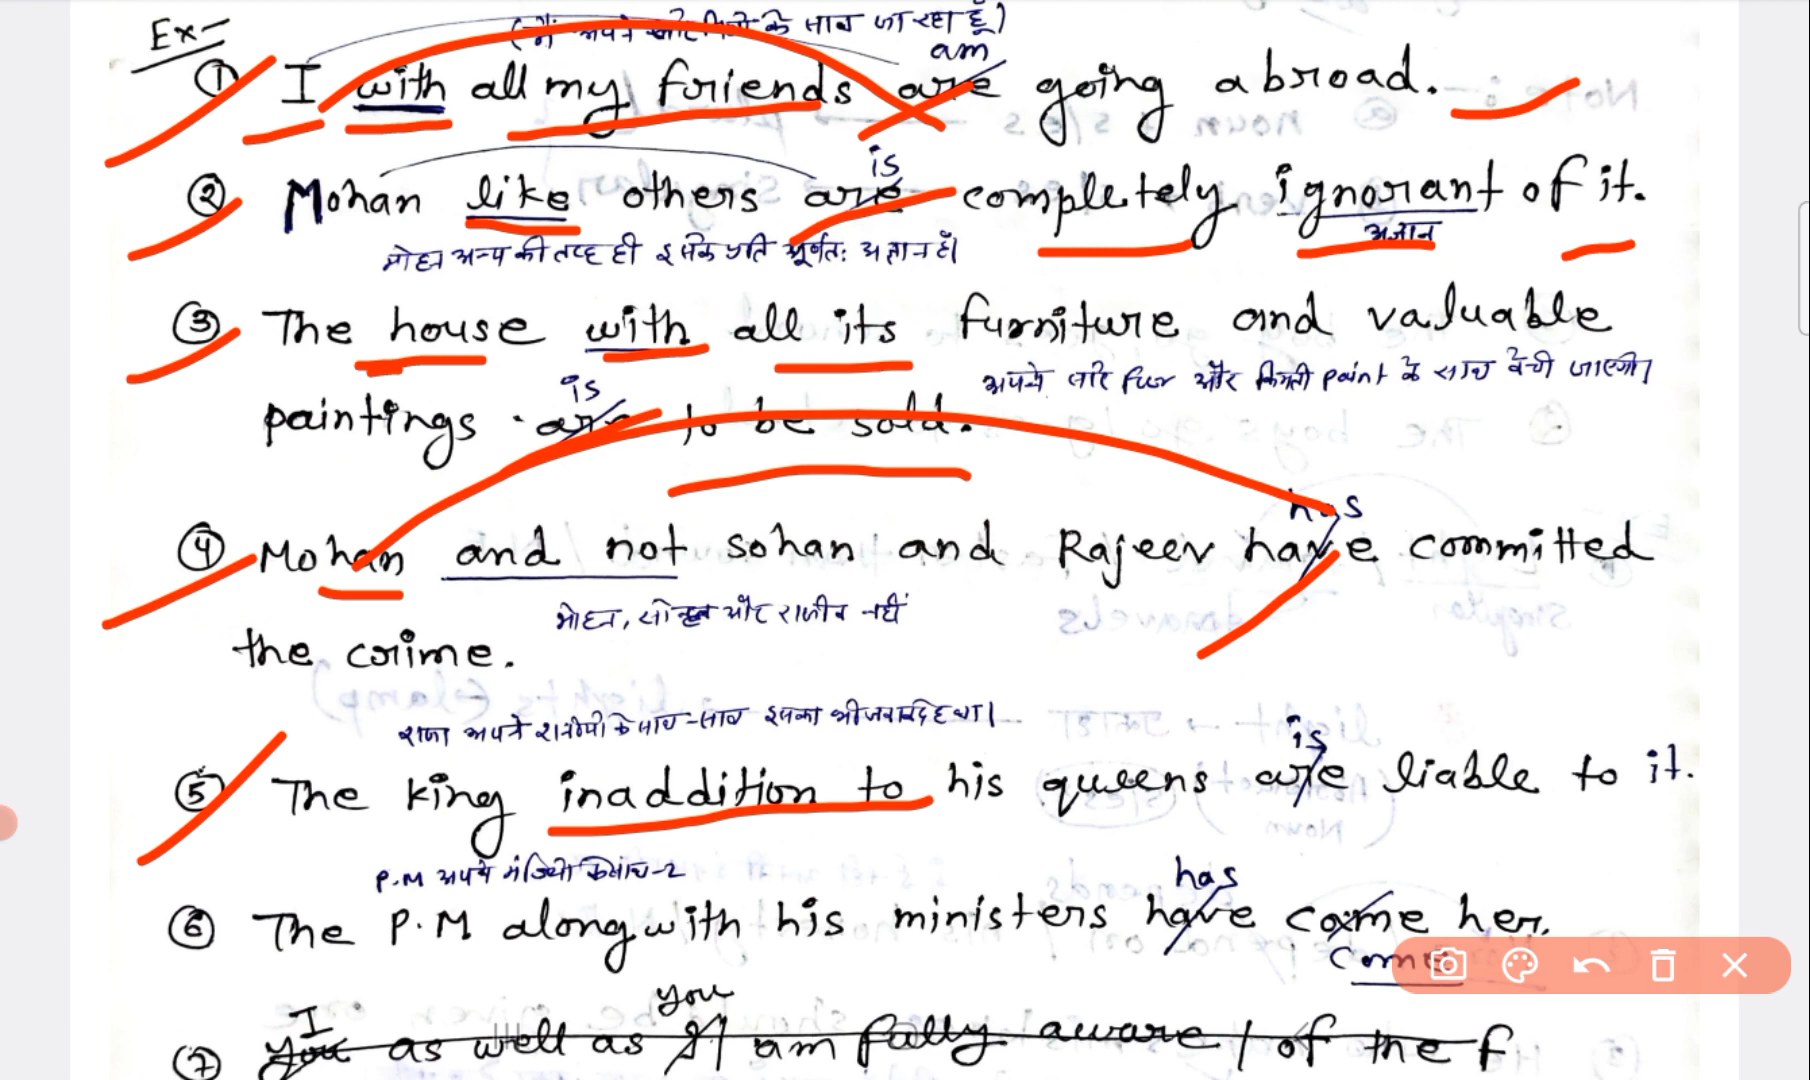 Ex-
के साथ जा रहा हूँ)
am
① I with all my friends are going abroad.
is
② Mohan like others are completely ignorant of it.
अनजान
मोहन अन्य की तरह ही इसके प्रति पूर्णतः अज्ञान है।
③ The house with all its furniture and valuable
अपने सारे fur और कीमती paint के साथ बेची जाएगी।
is
paintings are to be sold.
has
④ Mohan and not sohan and Rajeev have committed
मोहन, सोहन और राजीव नहीं
the crime.
राजा अपने रानीयों के साथ-साथ इसका भी
is
⑤ The king inaddition to his queens are liable to it.
P.M अपने मंत्रियों के साथ-2
has
⑥ The P.M alongwith his ministers have come her.
come
I you
⑦ you as well as I am fully aware of the f